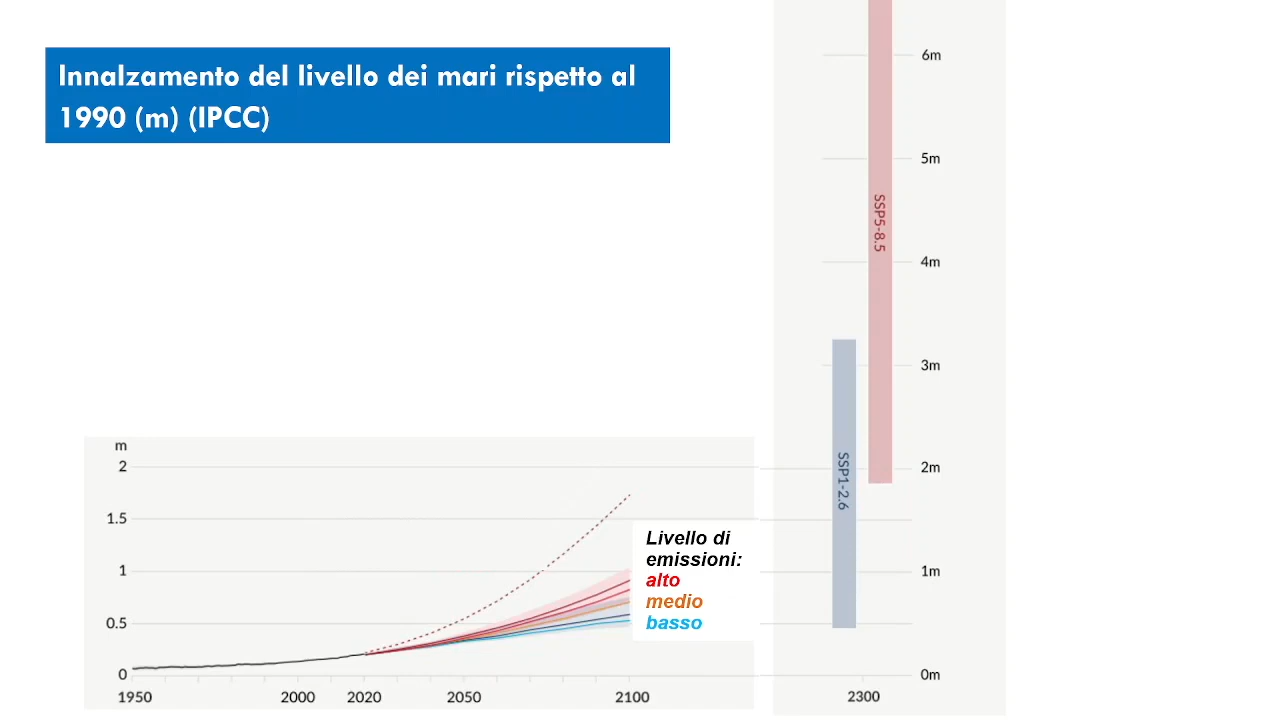 Innalzamento del livello dei mari rispetto al
1990 (m) (IPCC)
6m
5m
4m
3m
2m
1m
0m
SSP5-8.5
SSP1-2.6
2300
m
2
1.5
1
0.5
0
1950
2000
2020
2050
2100
Livello di
emissioni:
alto
medio
basso